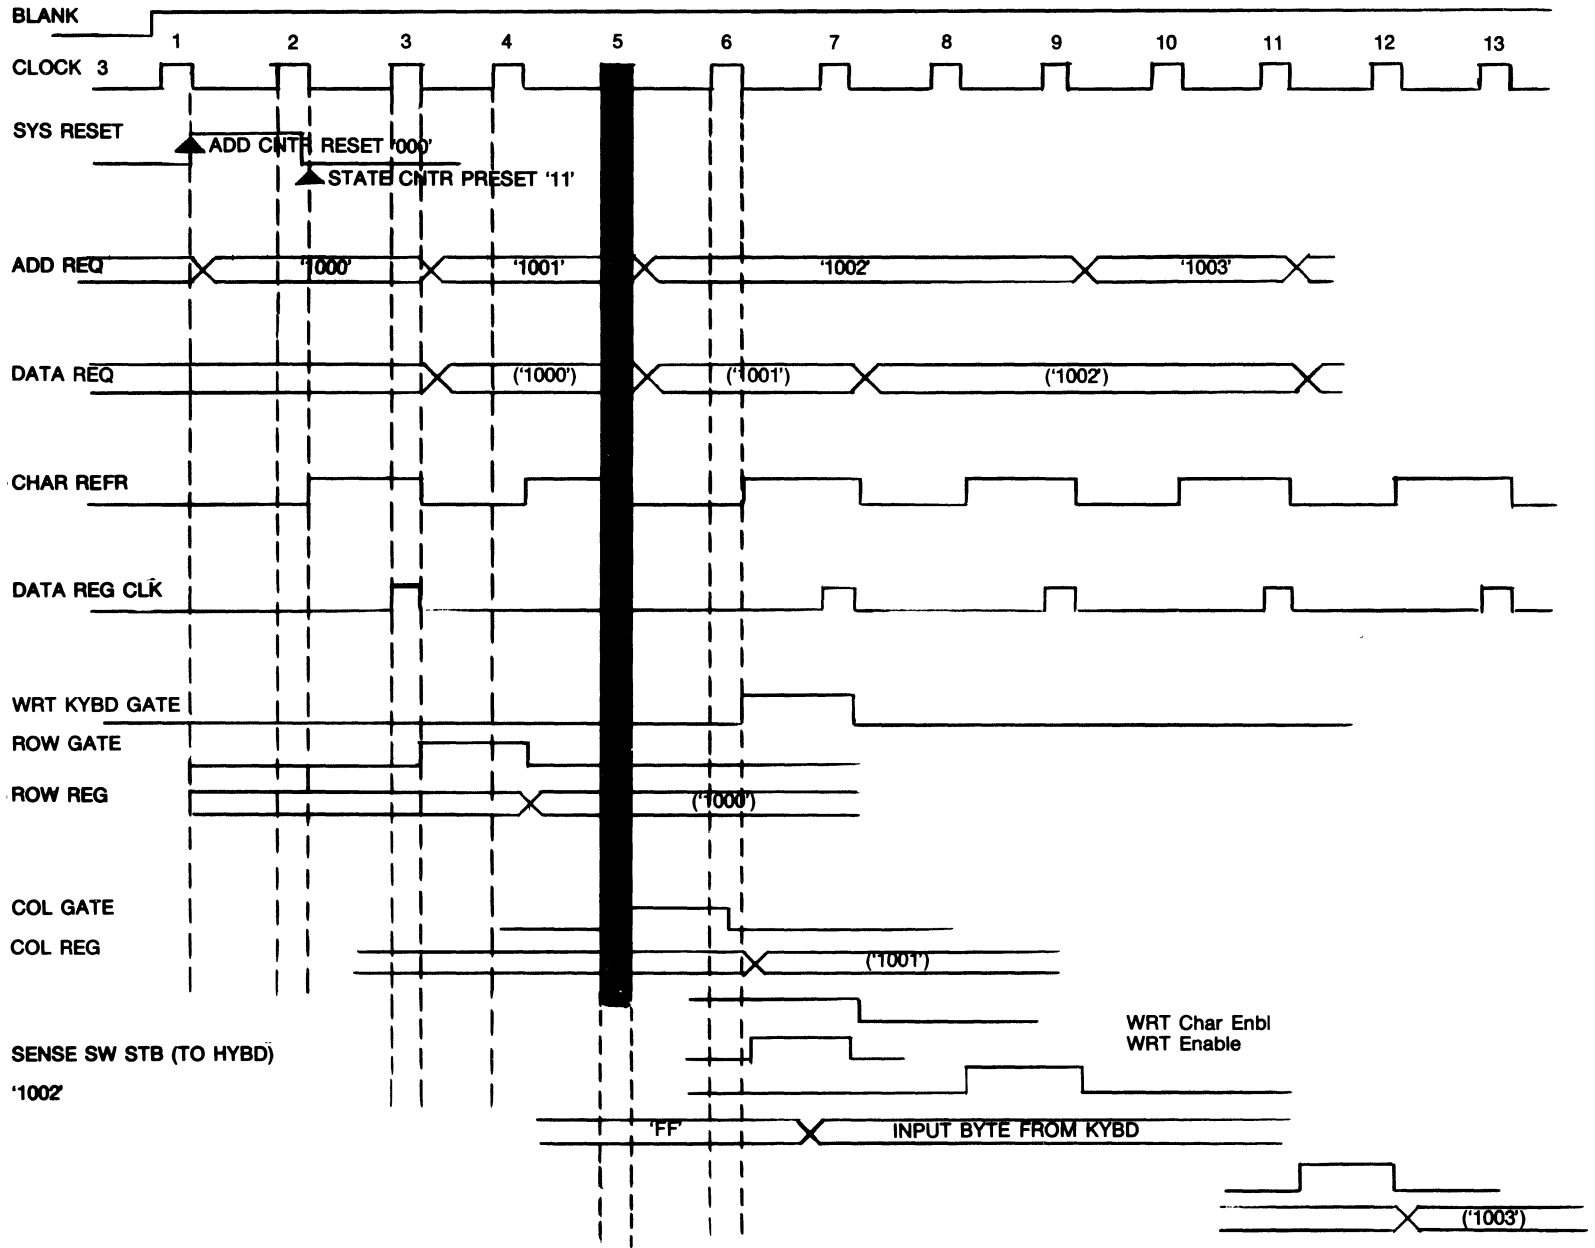 BLANK
1 2 3 4 5 6 7 8 9 10 11 12 13
CLOCK 3
SYS RESET
ADD CNTR RESET '000'
STATE CNTR PRESET '11'
ADD REQ '1000' '1001' '1002' '1003'
DATA REQ ('1000') ('1001') ('1002')
CHAR REFR
DATA REG CLK
WRT KYBD GATE
ROW GATE
ROW REG ('1000')
COL GATE
COL REG ('1001')
WRT Char Enbl
WRT Enable
SENSE SW STB (TO HYBD)
'1002'
'FF' INPUT BYTE FROM KYBD
('1003')